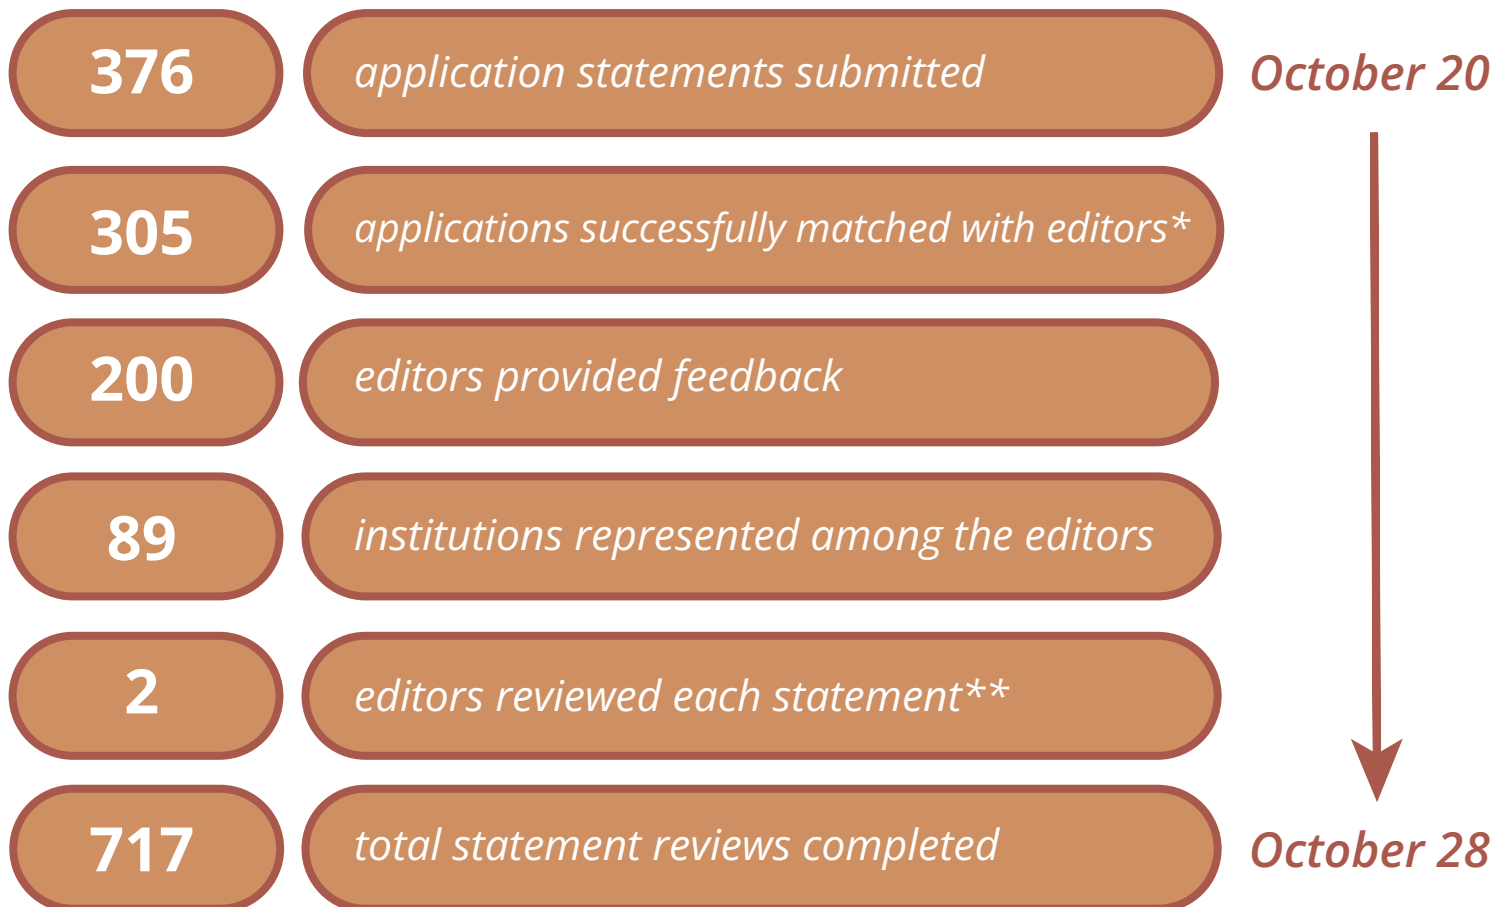 376 application statements submitted October 20
305 applications successfully matched with editors*
200 editors provided feedback
89 institutions represented among the editors
2 editors reviewed each statement**
717 total statement reviews completed October 28